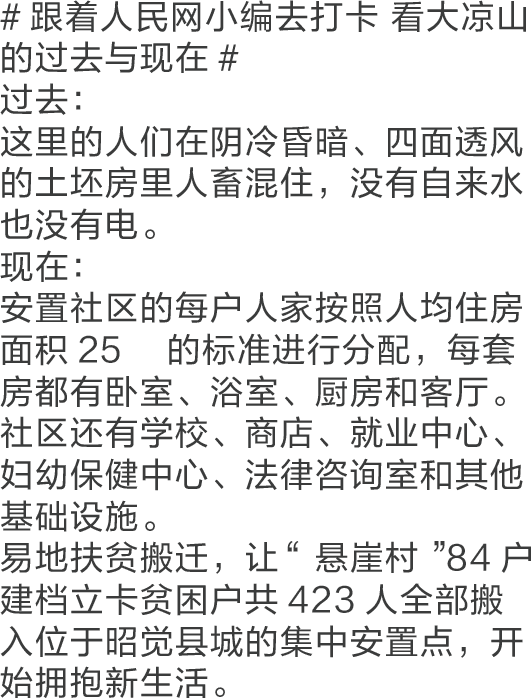 # 跟着人民网小编去打卡 看大凉山
的过去与现在 #
过去：
这里的人们在阴冷昏暗、四面透风
的土坯房里人畜混住，没有自来水
也没有电。
现在：
安置社区的每户人家按照人均住房
面积 25 的标准进行分配，每套
房都有卧室、浴室、厨房和客厅。
社区还有学校、商店、就业中心、
妇幼保健中心、法律咨询室和其他
基础设施。
易地扶贫搬迁，让“ 悬崖村 ”84 户
建档立卡贫困户共 423 人全部搬
入位于昭觉县城的集中安置点，开
始拥抱新生活。